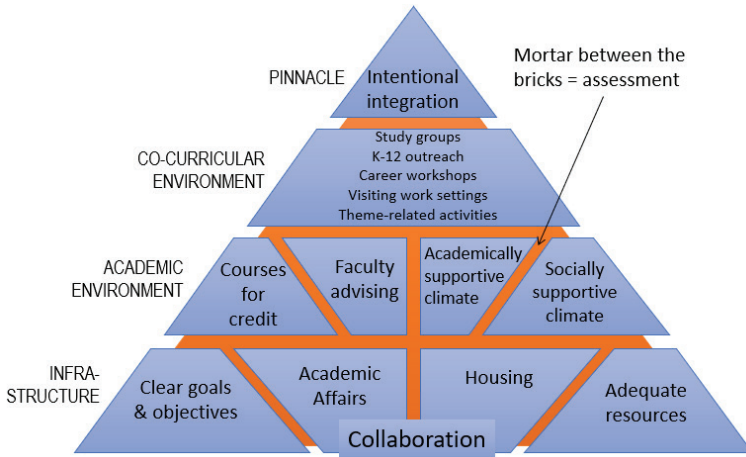 Mortar between the
bricks = assessment
PINNACLE
Intentional
integration
CO-CURRICULAR
ENVIRONMENT
Study groups
K-12 outreach
Career workshops
Visiting work settings
Theme-related activities
ACADEMIC
ENVIRONMENT
Courses
for
credit
Faculty
advising
Academically
supportive
climate
Socially
supportive
climate
INFRA-
STRUCTURE
Clear goals
& objectives
Academic
Affairs
Housing
Adequate
resources
Collaboration